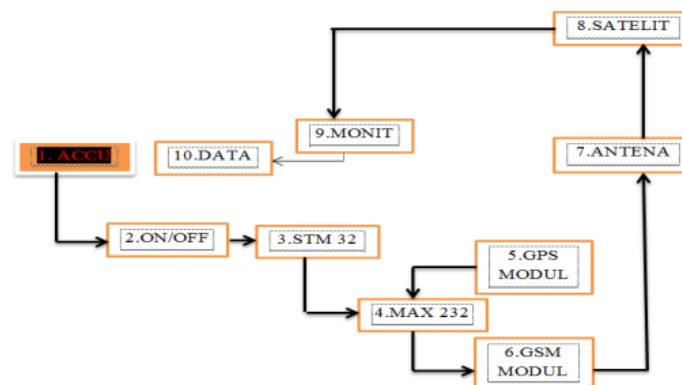 1. ACCU
2.ON/OFF
3.STM 32
4.MAX 232
5.GPS
MODUL
6.GSM
MODUL
7.ANTENA
8.SATELIT
9.MONIT
10.DATA